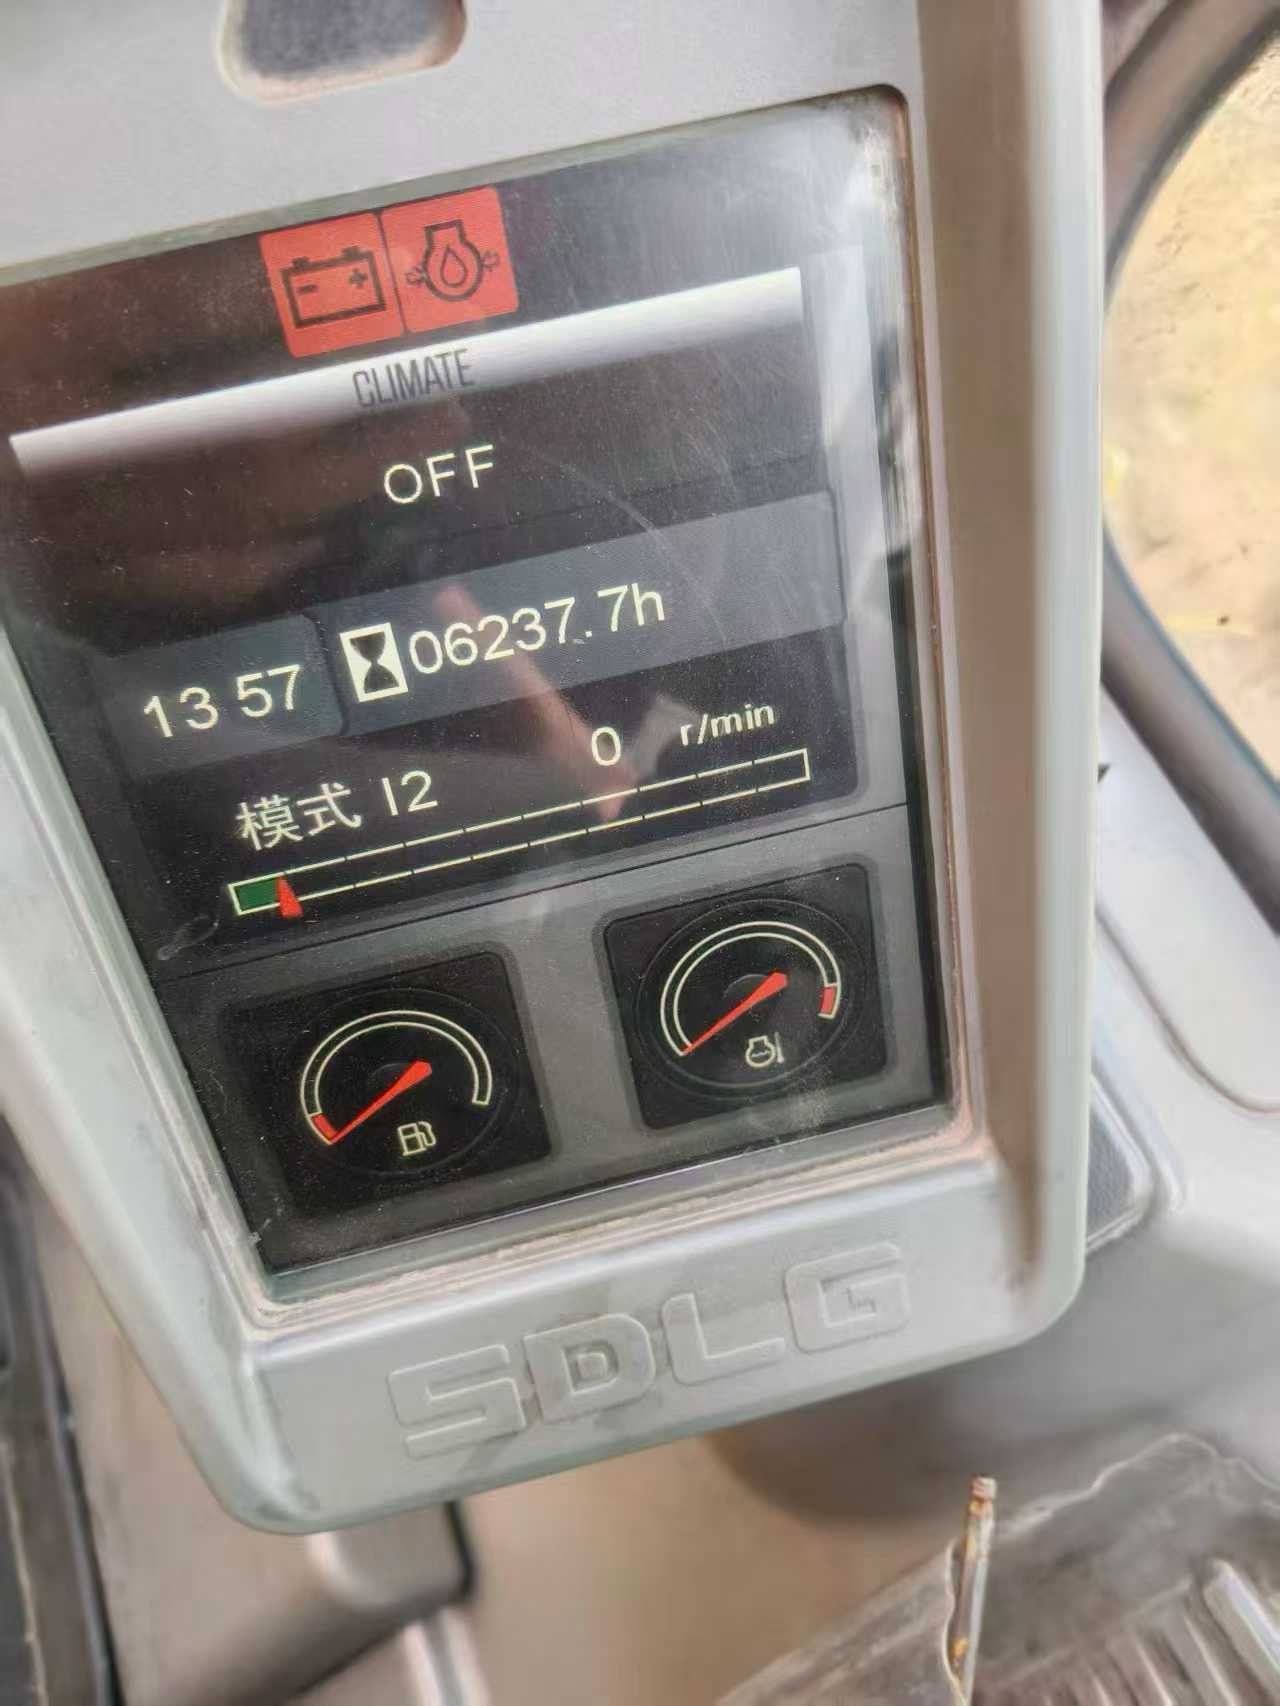 CLIMATE
OFF
13 57 06237.7h
模式 I2 0 r/min
SDLG